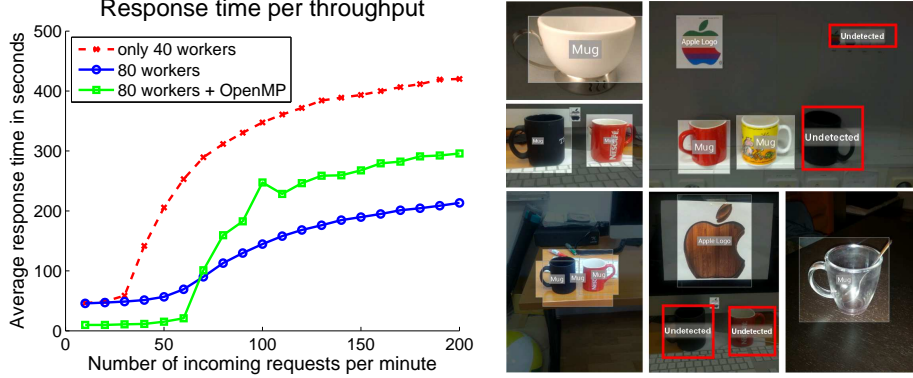 Response time per throughput
Average response time in seconds
500
400
300
200
100
0
only 40 workers
80 workers
80 workers + OpenMP
0
50
100
150
200
Number of incoming requests per minute
Mug
Mug
NESCAFÉ
Apple Logo
Undetected
Mug
Mug
Undetected
Mug
Mug
Mug
Apple Logo
Undetected
Undetected
Mug